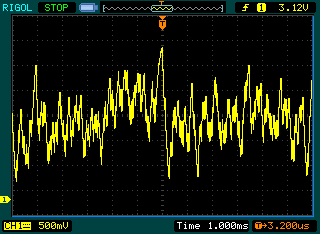 RIGOL STOP T f 1 3.12V
T
1
CH1 500mV Time 1.000ms T→3.200us